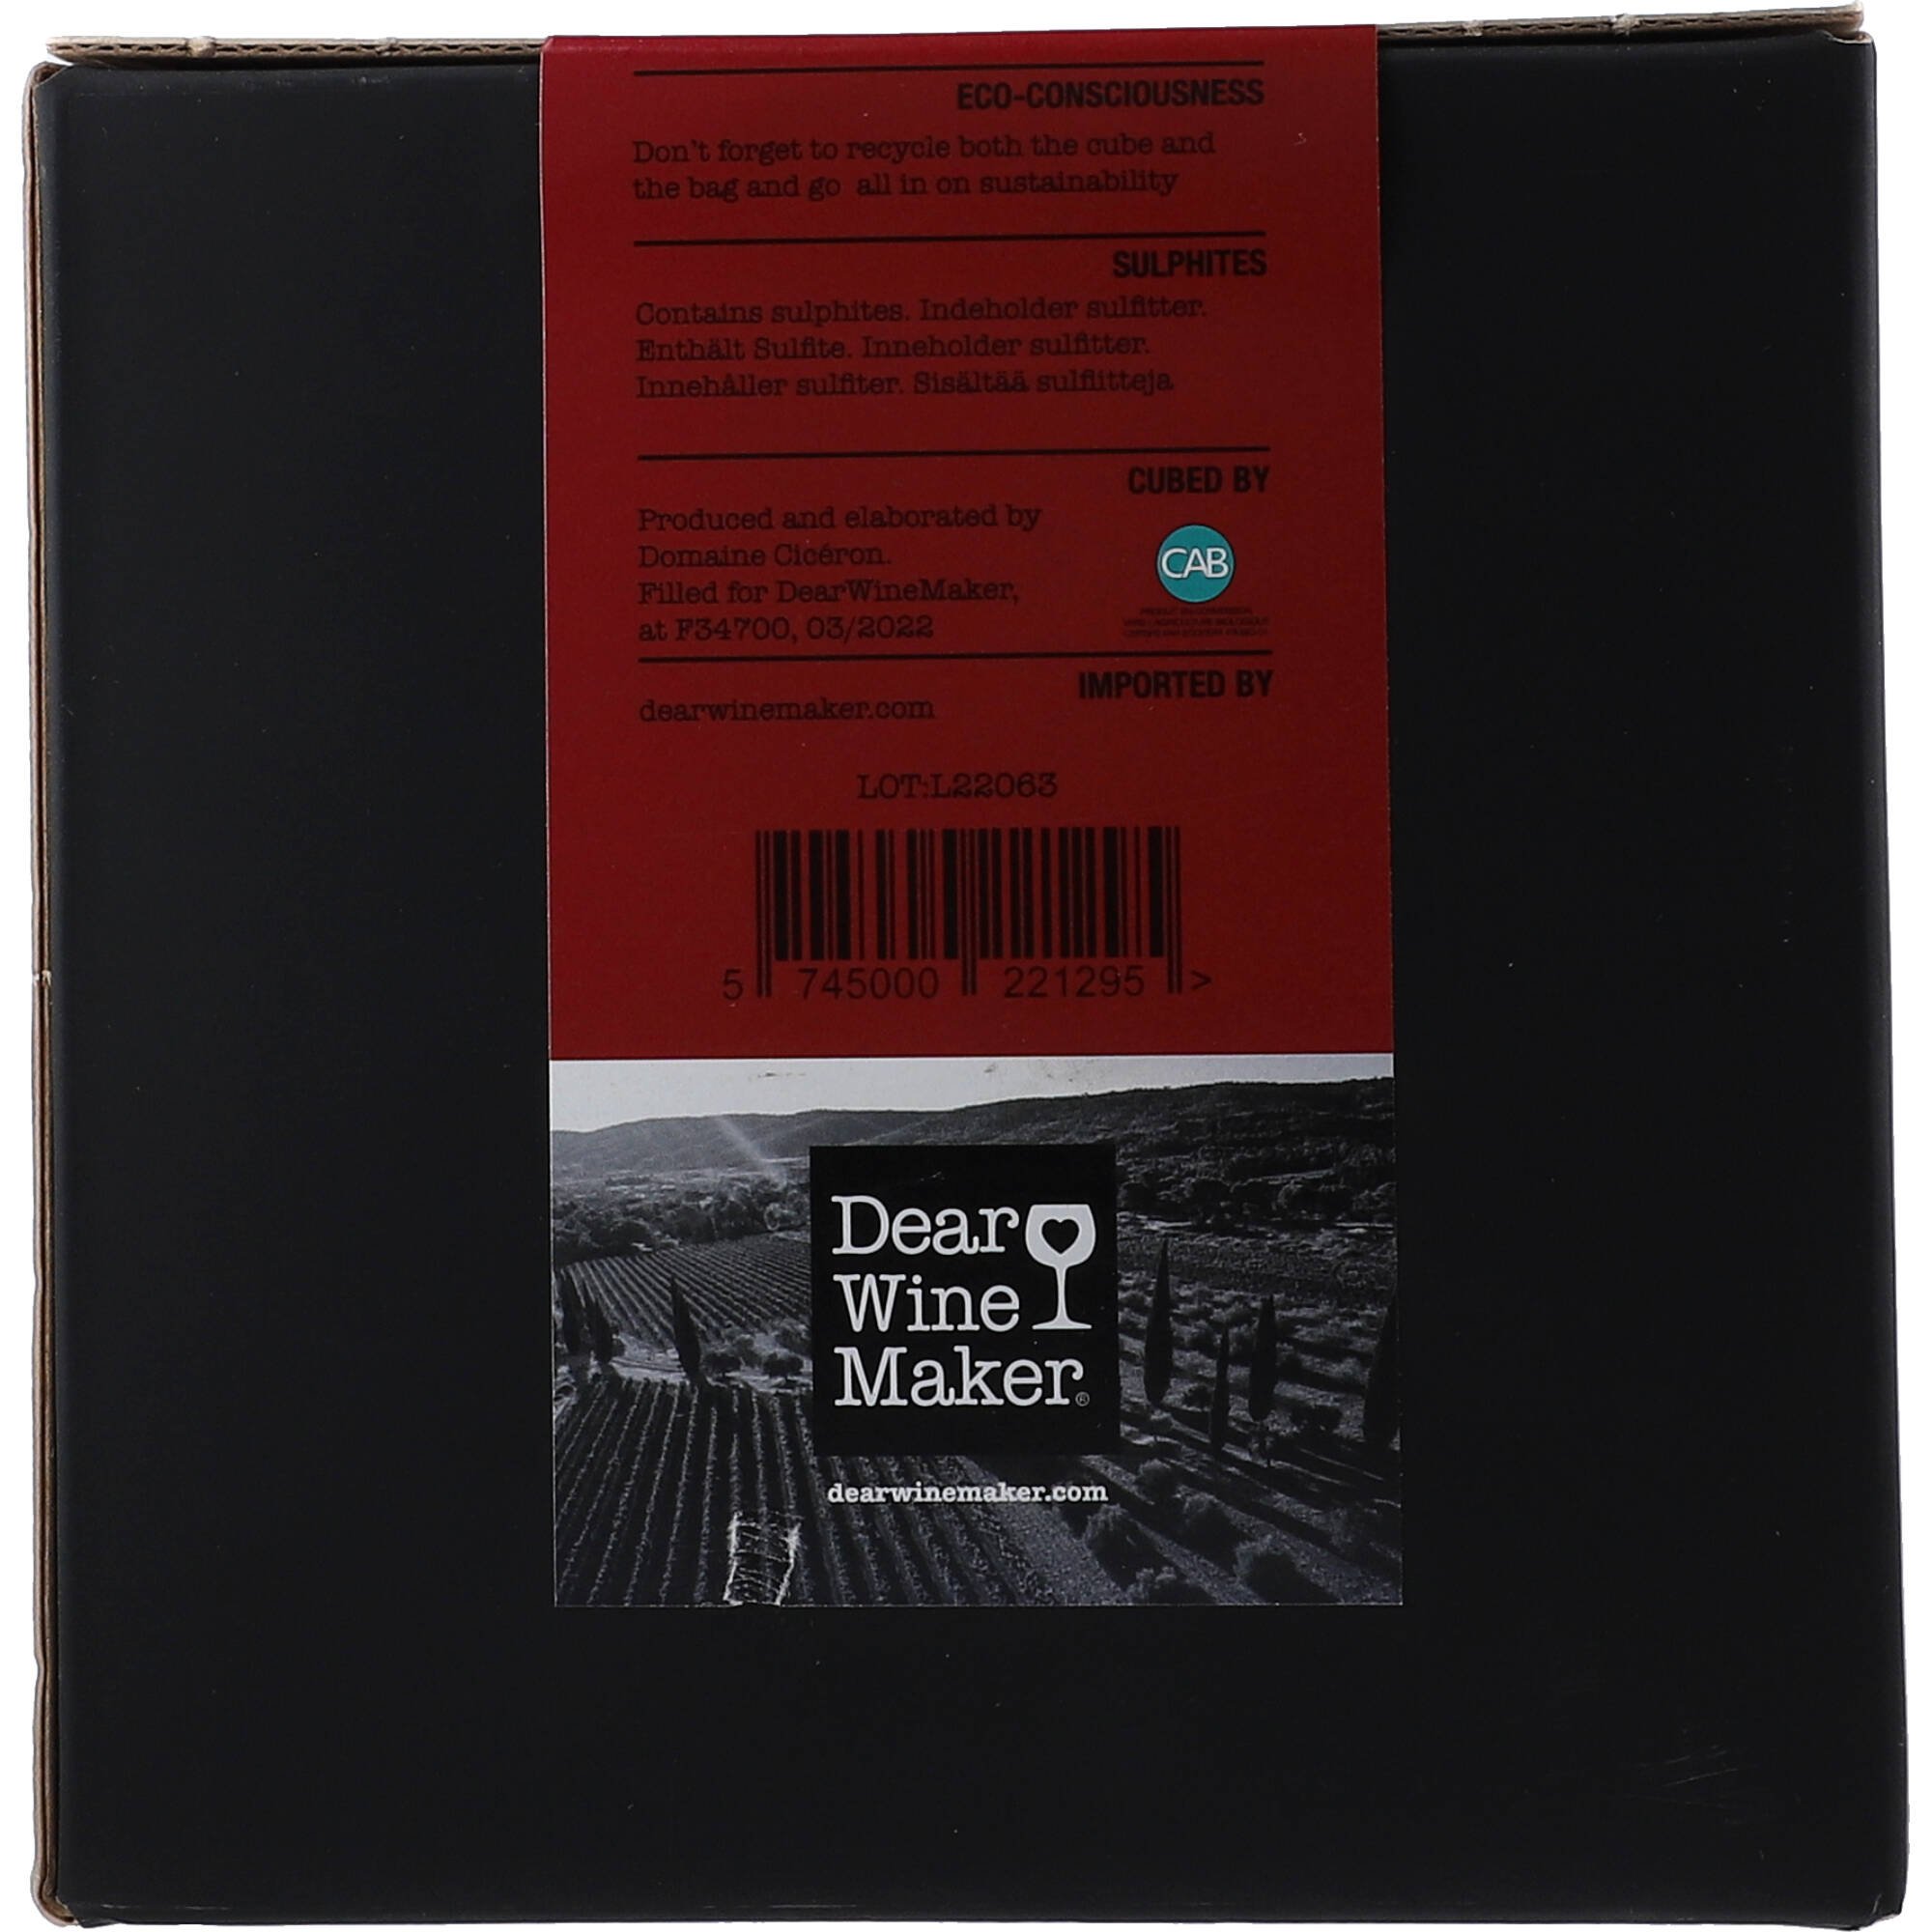 ECO-CONSCIOUSNESS
Don't forget to recycle both the cube and
the bag and go all in on sustainability
SULPHITES
Contains sulphites. Indeholder sulfitter.
Enthält Sulfite. Inneholder sulfitter.
Innehåller sulfiter. Sisältää sulfiitteja
CUBED BY
Produced and elaborated by
Domaine Cicéron.
Filled for DearWineMaker,
at F34700, 03/2022
CAB
IMPORTED BY
dearwinemaker.com
LOT:L22063
5 745000 221295 >
Dear
Wine
Maker®
dearwinemaker.com